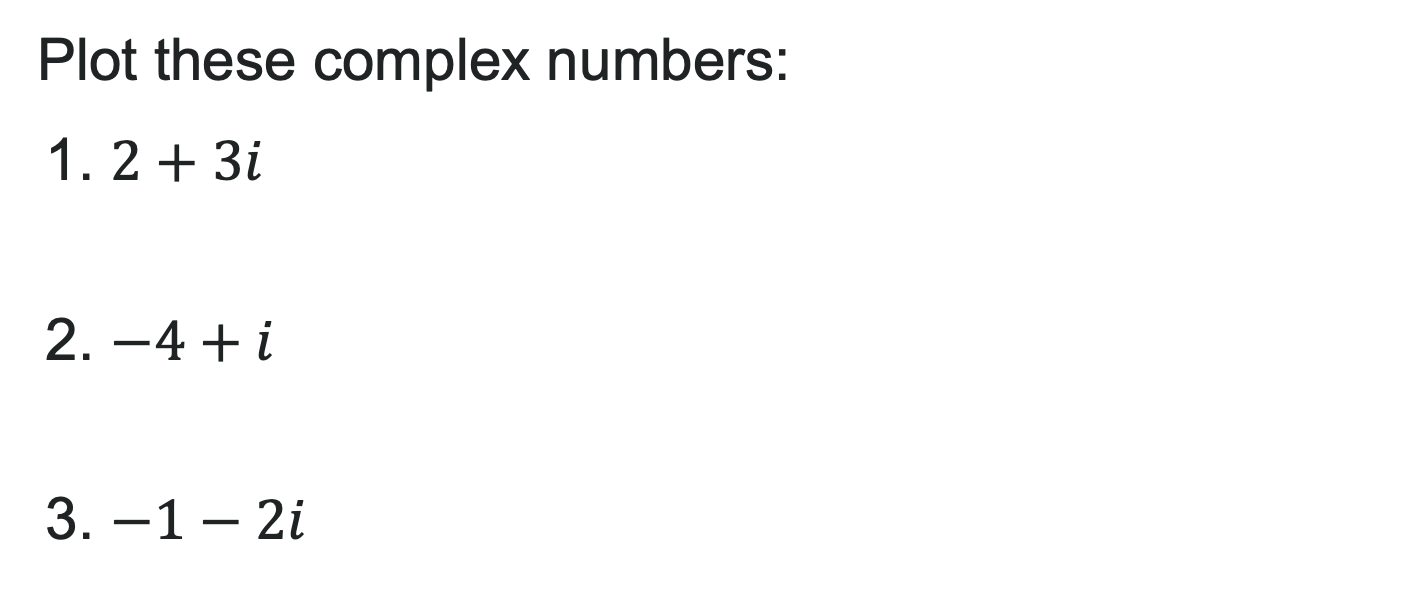 Plot these complex numbers:
1. 2 + 3i
2. −4 + i
3. −1 − 2i